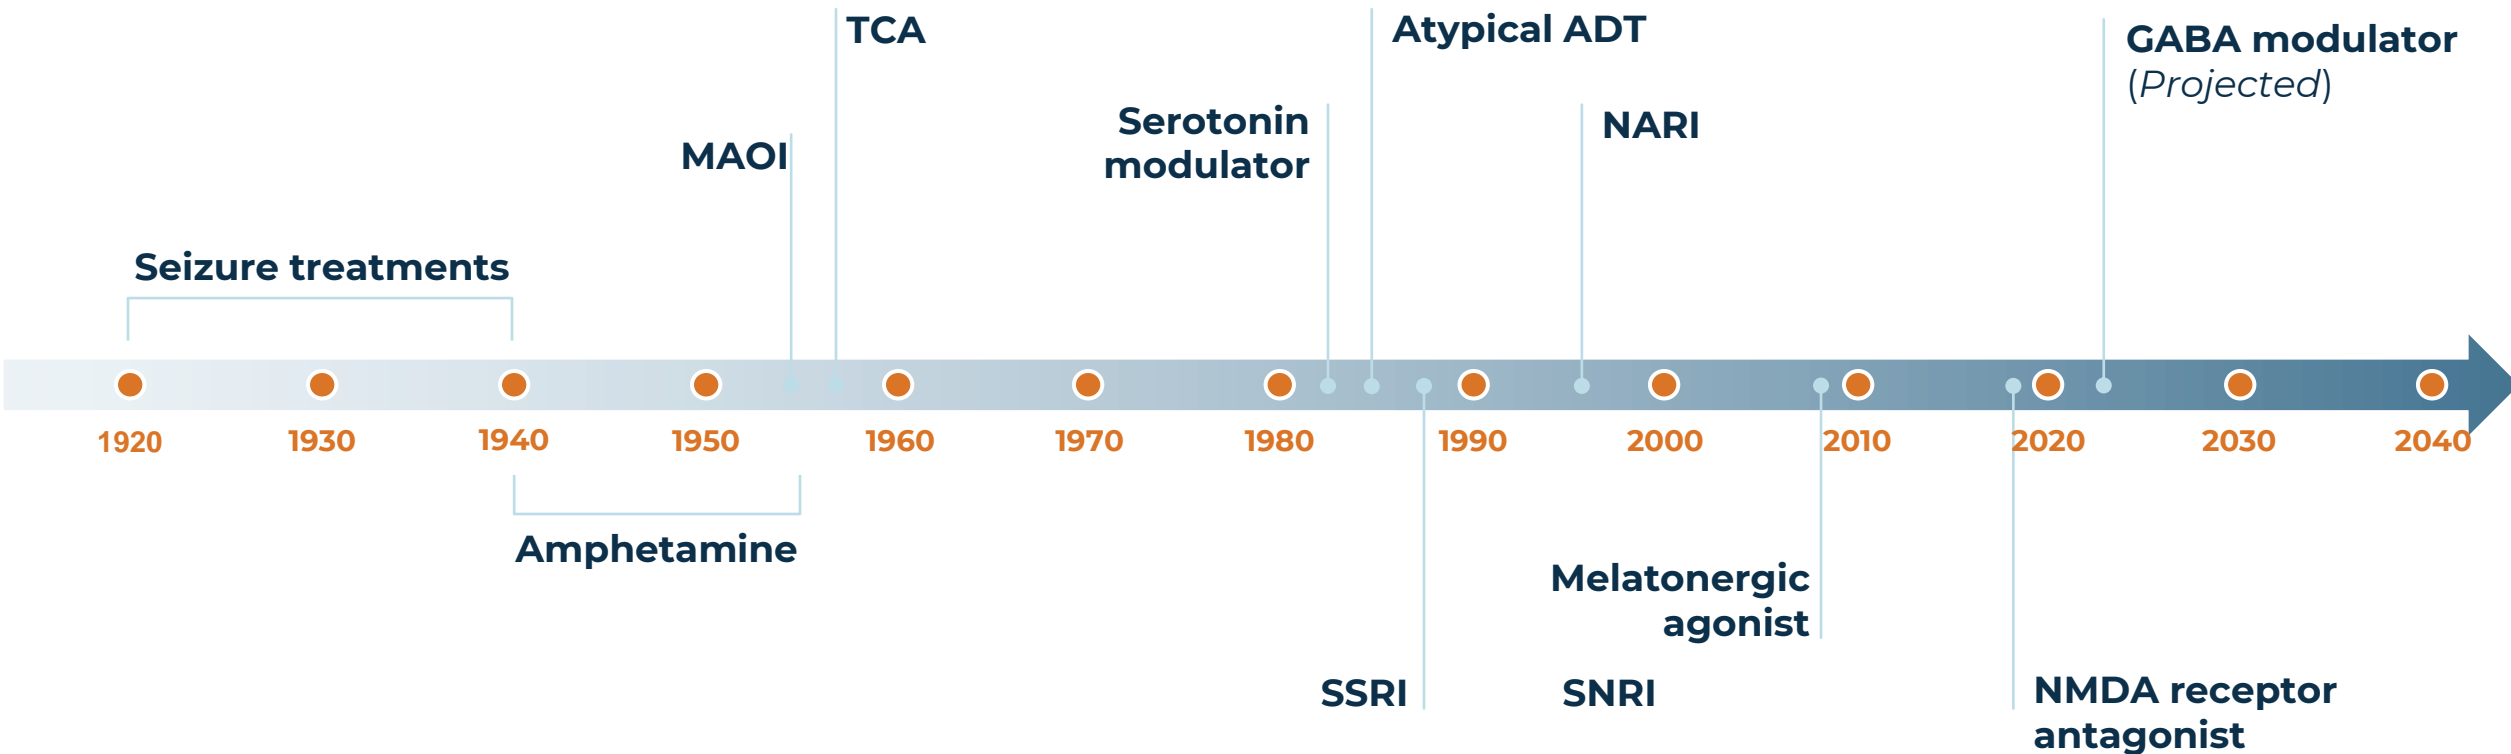 TCA
Atypical ADT
GABA modulator
(Projected)
Serotonin
modulator
NARI
MAOI
Seizure treatments
1920
1930
1940
1950
1960
1970
1980
1990
2000
2010
2020
2030
2040
Amphetamine
Melatonergic
agonist
SSRI
SNRI
NMDA receptor
antagonist